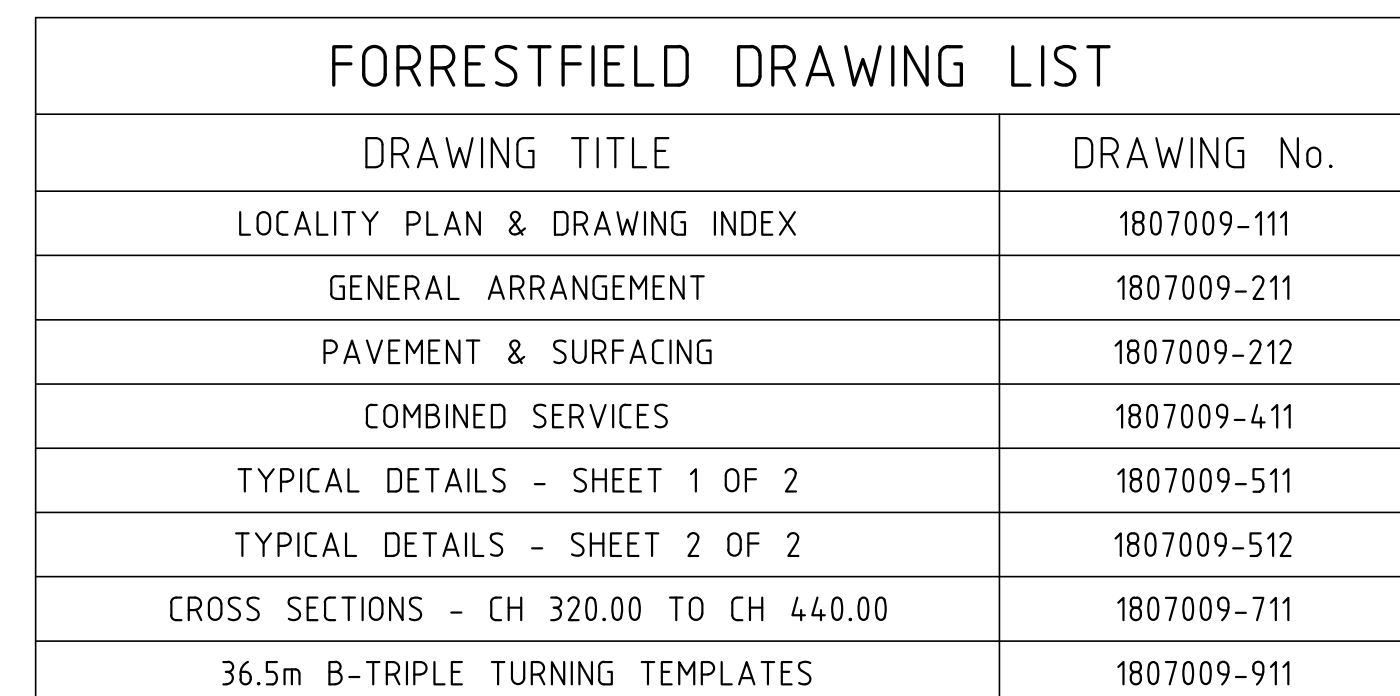 FORRESTFIELD DRAWING LIST
DRAWING TITLE DRAWING No.
LOCALITY PLAN & DRAWING INDEX 1807009-111
GENERAL ARRANGEMENT 1807009-211
PAVEMENT & SURFACING 1807009-212
COMBINED SERVICES 1807009-411
TYPICAL DETAILS - SHEET 1 OF 2 1807009-511
TYPICAL DETAILS - SHEET 2 OF 2 1807009-512
CROSS SECTIONS - CH 320.00 TO CH 440.00 1807009-711
36.5m B-TRIPLE TURNING TEMPLATES 1807009-911